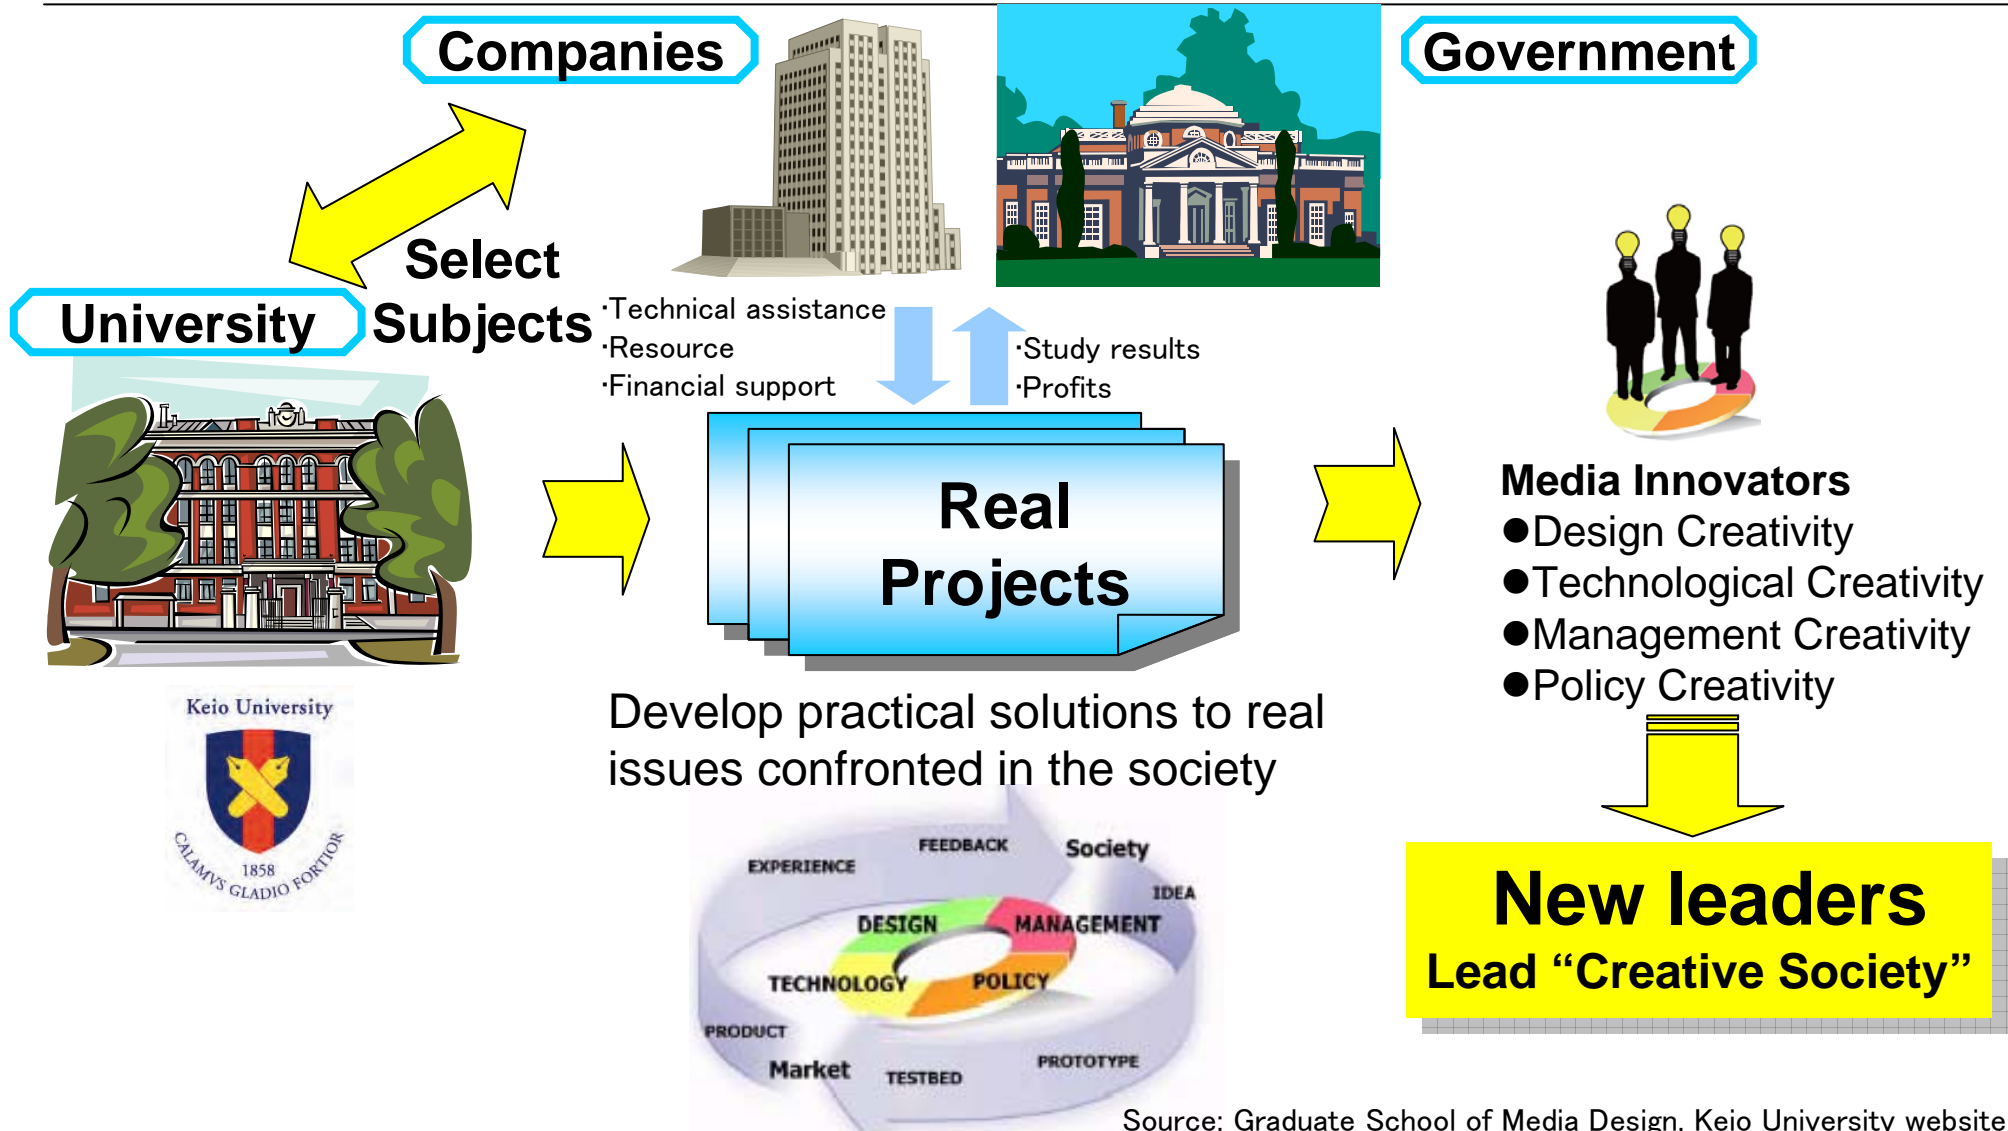 Companies
Government
Select
Subjects
University
·Technical assistance
·Resource
·Financial support
·Study results
·Profits
Real
Projects
Media Innovators
●Design Creativity
●Technological Creativity
●Management Creativity
●Policy Creativity
Keio University
1858
CALAMVS GLADIO FORTIOR
Develop practical solutions to real
issues confronted in the society
FEEDBACK
Society
EXPERIENCE
IDEA
DESIGN
MANAGEMENT
TECHNOLOGY
POLICY
PRODUCT
Market
TESTBED
PROTOTYPE
New leaders
Lead “Creative Society”
Source: Graduate School of Media Design, Keio University website